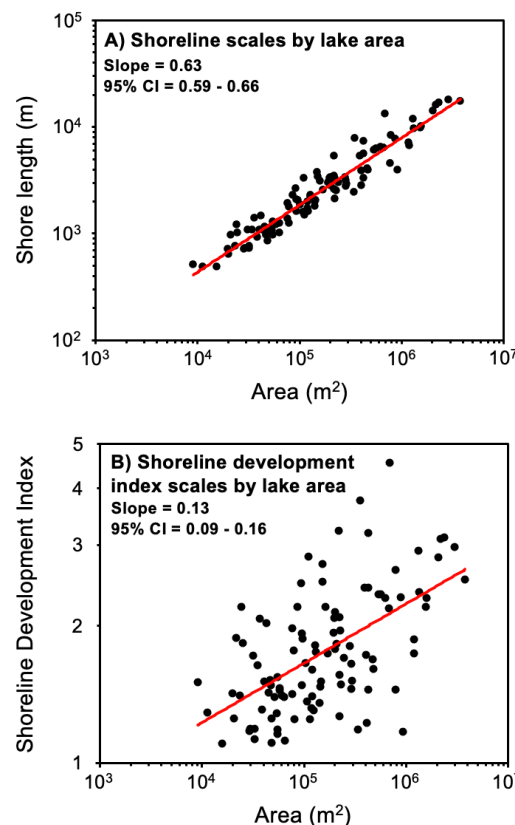 10⁵
A) Shoreline scales by lake area
Slope = 0.63
95% CI = 0.59 - 0.66
10⁴
Shore length (m)
10³
10²
10³ 10⁴ 10⁵ 10⁶ 10⁷
Area (m²)
5
B) Shoreline development
index scales by lake area
Slope = 0.13
95% CI = 0.09 - 0.16
4
3
Shoreline Development Index
2
1
10³ 10⁴ 10⁵ 10⁶ 10⁷
Area (m²)